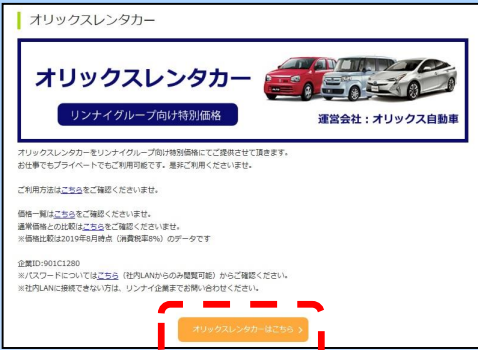 オリックスレンタカー
オリックスレンタカー
リンナイグループ向け特別価格
運営会社：オリックス自動車
オリックスレンタカーをリンナイグループ向け特別価格にてご提供させて頂きます。
お仕事でもプライベートでもご利用可能です。是非ご利用くださいませ。
ご利用方法はこちらをご確認くださいませ。
価格一覧はこちらをご確認くださいませ。
通常価格との比較はこちらをご確認くださいませ。
※価格比較は2019年8月時点（消費税率8%）のデータです
企業ID:901C1280
※パスワードについてはこちら（社内LANからのみ閲覧可能）からご確認ください。
※社内LANに接続できない方は、リンナイ企業までお問い合わせください。
オリックスレンタカーはこちら >